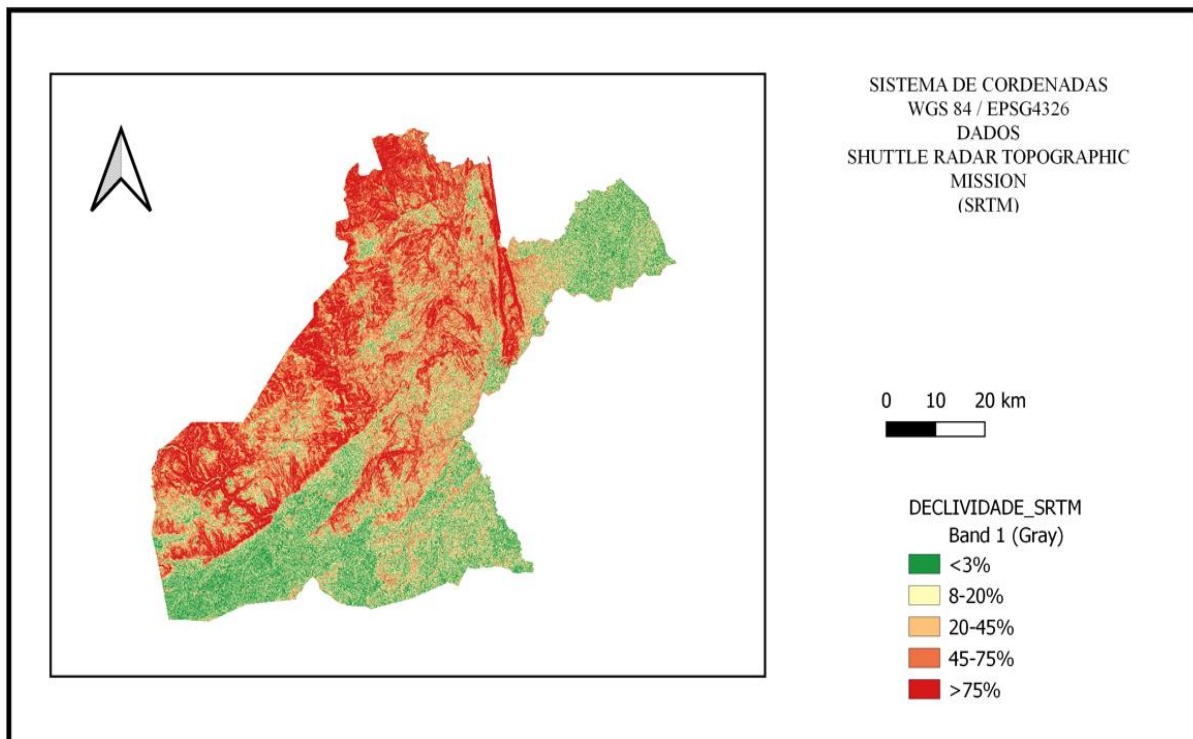 SISTEMA DE CORDENADAS
WGS 84 / EPSG4326
DADOS
SHUTTLE RADAR TOPOGRAPHIC
MISSION
(SRTM)
0 10 20 km
DECLIVIDADE_SRTM
Band 1 (Gray)
<3%
8-20%
20-45%
45-75%
>75%